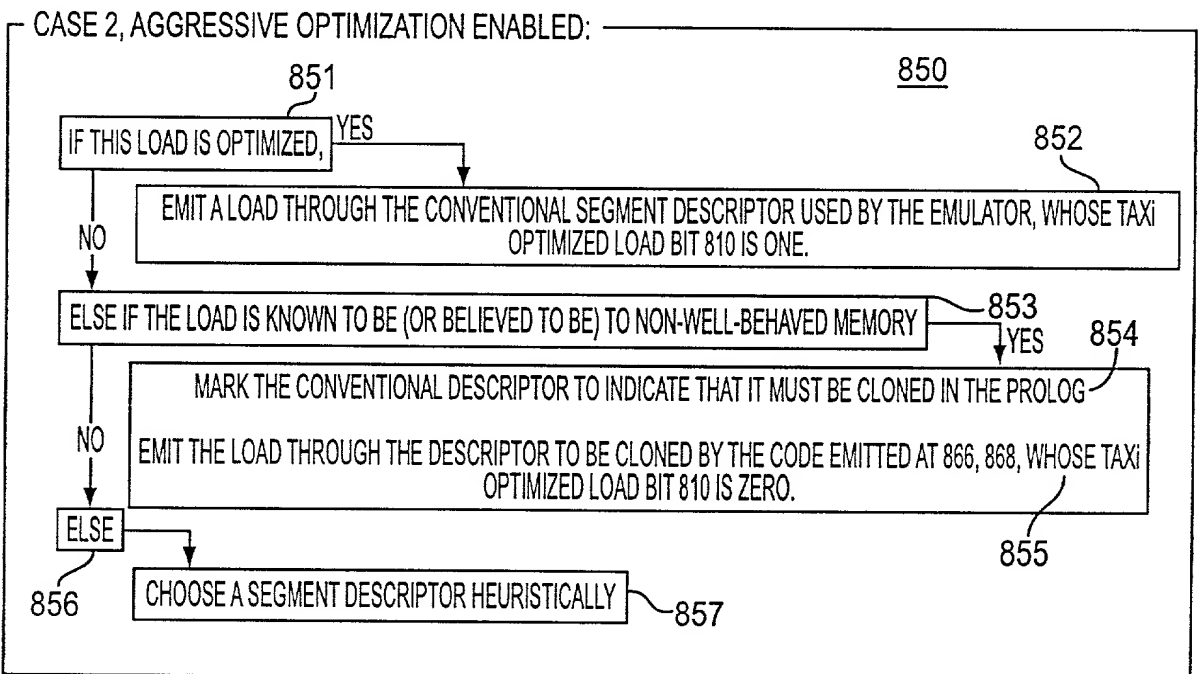 CASE 2, AGGRESSIVE OPTIMIZATION ENABLED:
850
851
IF THIS LOAD IS OPTIMIZED,
YES
852
EMIT A LOAD THROUGH THE CONVENTIONAL SEGMENT DESCRIPTOR USED BY THE EMULATOR, WHOSE TAXi
OPTIMIZED LOAD BIT 810 IS ONE.
NO
ELSE IF THE LOAD IS KNOWN TO BE (OR BELIEVED TO BE) TO NON-WELL-BEHAVED MEMORY
853
YES
854
MARK THE CONVENTIONAL DESCRIPTOR TO INDICATE THAT IT MUST BE CLONED IN THE PROLOG
NO
EMIT THE LOAD THROUGH THE DESCRIPTOR TO BE CLONED BY THE CODE EMITTED AT 866, 868, WHOSE TAXi
OPTIMIZED LOAD BIT 810 IS ZERO.
855
ELSE
856
CHOOSE A SEGMENT DESCRIPTOR HEURISTICALLY
857